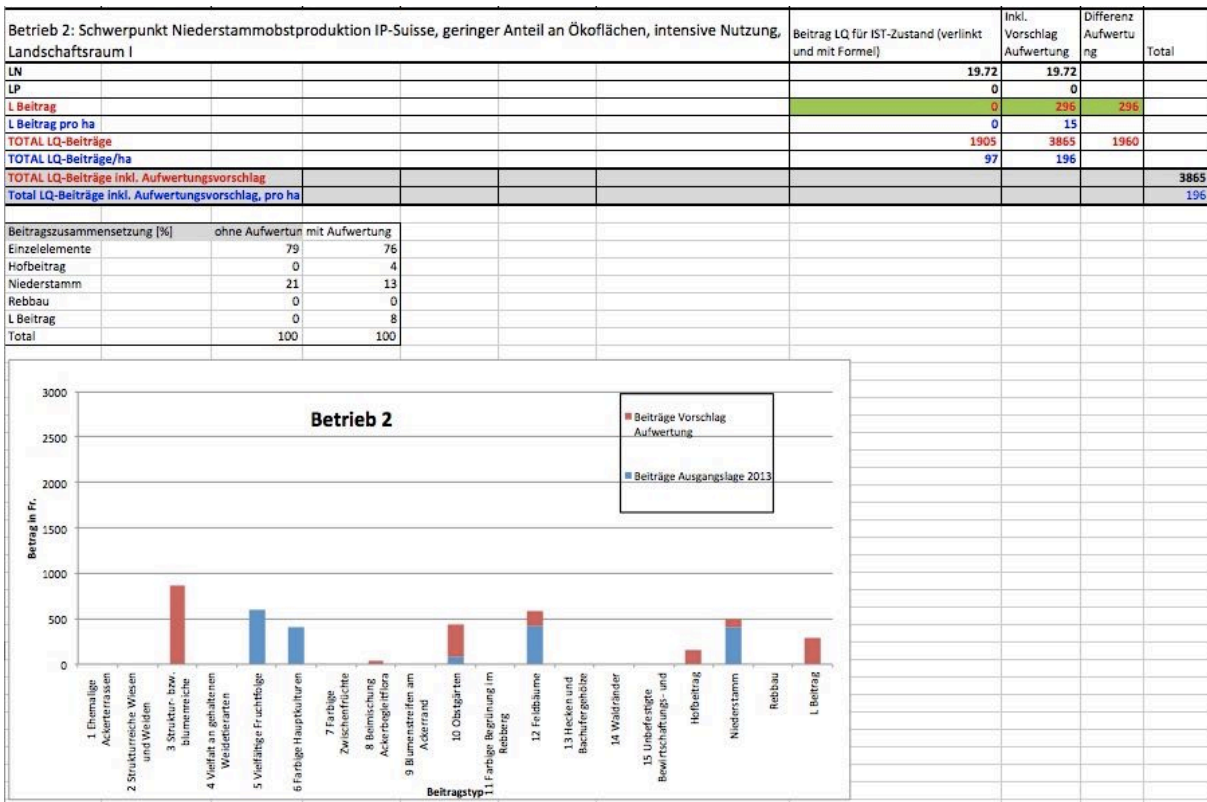 Betrieb 2: Schwerpunkt Niederstammobstproduktion IP-Suisse, geringer Anteil an Ökoflächen, intensive Nutzung,
Landschaftsraum I
Beitrag LQ für IST-Zustand (verlinkt
und mit Formel)
Inkl.
Vorschlag
Aufwertung
Differenz
Aufwertu
ng
Total
LN 19.72 19.72
LP 0 0
L Beitrag 0 296 296
L Beitrag pro ha 0 15
TOTAL LQ-Beiträge 1905 3865 1960
TOTAL LQ-Beiträge/ha 97 196
TOTAL LQ-Beiträge inkl. Aufwertungsvorschlag 3865
Total LQ-Beiträge inkl. Aufwertungsvorschlag, pro ha 196
Beitragszusammensetzung [%] ohne Aufwertun mit Aufwertung
Einzelelemente 79 76
Hofbeitrag 0 4
Niederstamm 21 13
Rebbau 0 0
L Beitrag 0 8
Total 100 100
Betrieb 2
Beiträge Vorschlag
Aufwertung
Beiträge Ausgangslage 2013
Betrag in Fr.
3000
2500
2000
1500
1000
500
0
1 Ehemalige
Ackerterrassen
2 Strukturreiche Wiesen
und Weiden
3 Struktur- bzw.
blumenreiche
4 Vielfalt an gehaltenen
Weidetierarten
5 Vielfältige Fruchtfolge
6 Farbige Hauptkulturen
7 Farbige
Zwischenfrüchte
8 Beimischung
Ackerbegleitflora
9 Blumenstreifen am
Ackerrand
10 Obstgärten
11 Farbige Begrünung im
Rebberg
12 Feldbäume
13 Hecken und
Bachufergehölze
14 Waldränder
15 Unbefestigte
Bewirtschaftungs- und
Hofbeitrag
Niederstamm
Rebbau
L Beitrag
Beitragstyp